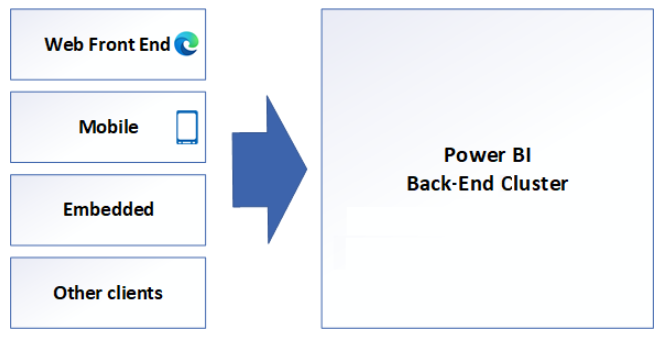 Web Front End
Mobile
Embedded
Other clients
Power BI
Back-End Cluster